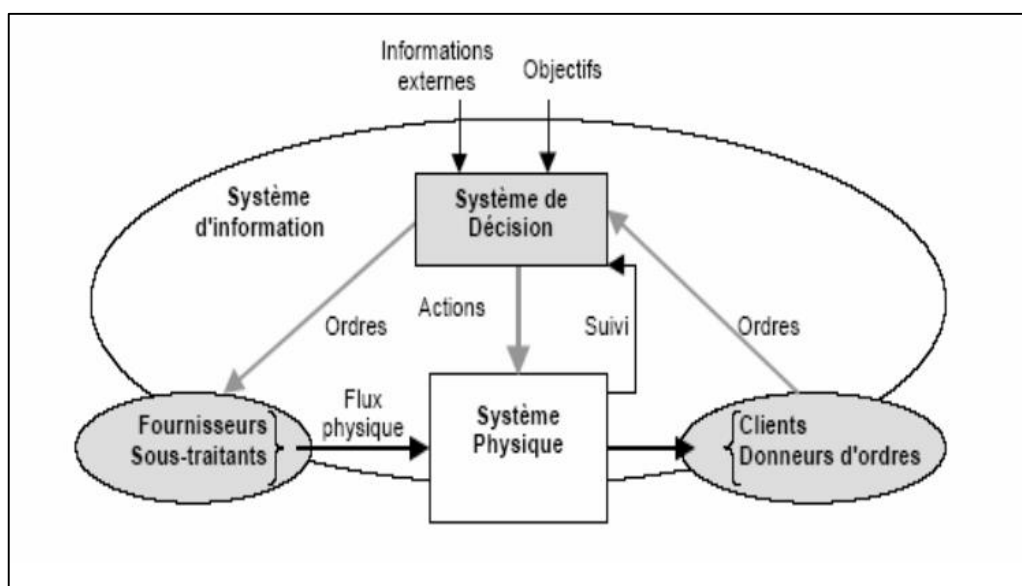 Informations
externes
Objectifs
Système
d'information
Système de
Décision
Ordres
Actions
Suivi
Ordres
Fournisseurs
Sous-traitants
Flux
physique
Système
Physique
Clients
Donneurs d'ordres